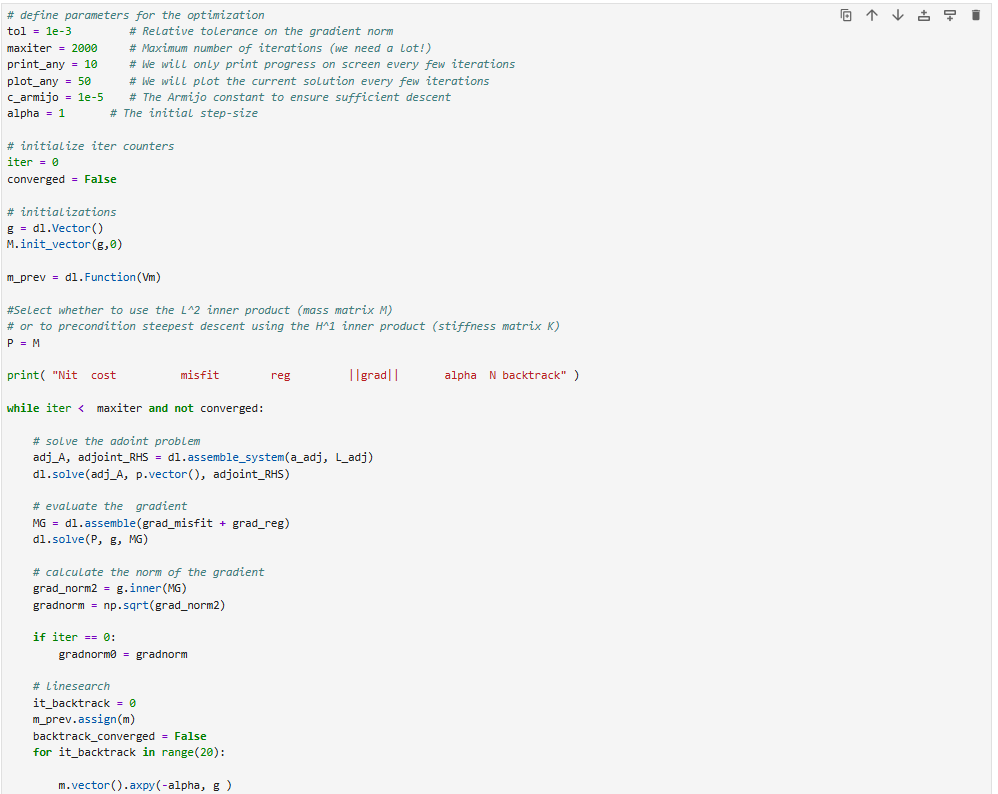 # define parameters for the optimization
tol = 1e-3         # Relative tolerance on the gradient norm
maxiter = 2000     # Maximum number of iterations (we need a lot!)
print_any = 10     # We will only print progress on screen every few iterations
plot_any = 50      # We will plot the current solution every few iterations
c_armijo = 1e-5    # The Armijo constant to ensure sufficient descent
alpha = 1       # The initial step-size

# initialize iter counters
iter = 0
converged = False

# initializations
g = dl.Vector()
M.init_vector(g,0)

m_prev = dl.Function(Vm)

#Select whether to use the L^2 inner product (mass matrix M)
# or to precondition steepest descent using the H^1 inner product (stiffness matrix K)
P = M

print( "Nit  cost          misfit        reg         ||grad||       alpha  N backtrack" )

while iter <  maxiter and not converged:

    # solve the adoint problem
    adj_A, adjoint_RHS = dl.assemble_system(a_adj, L_adj)
    dl.solve(adj_A, p.vector(), adjoint_RHS)

    # evaluate the  gradient
    MG = dl.assemble(grad_misfit + grad_reg)
    dl.solve(P, g, MG)

    # calculate the norm of the gradient
    grad_norm2 = g.inner(MG)
    gradnorm = np.sqrt(grad_norm2)

    if iter == 0:
        gradnorm0 = gradnorm

    # linesearch
    it_backtrack = 0
    m_prev.assign(m)
    backtrack_converged = False
    for it_backtrack in range(20):

        m.vector().axpy(-alpha, g )